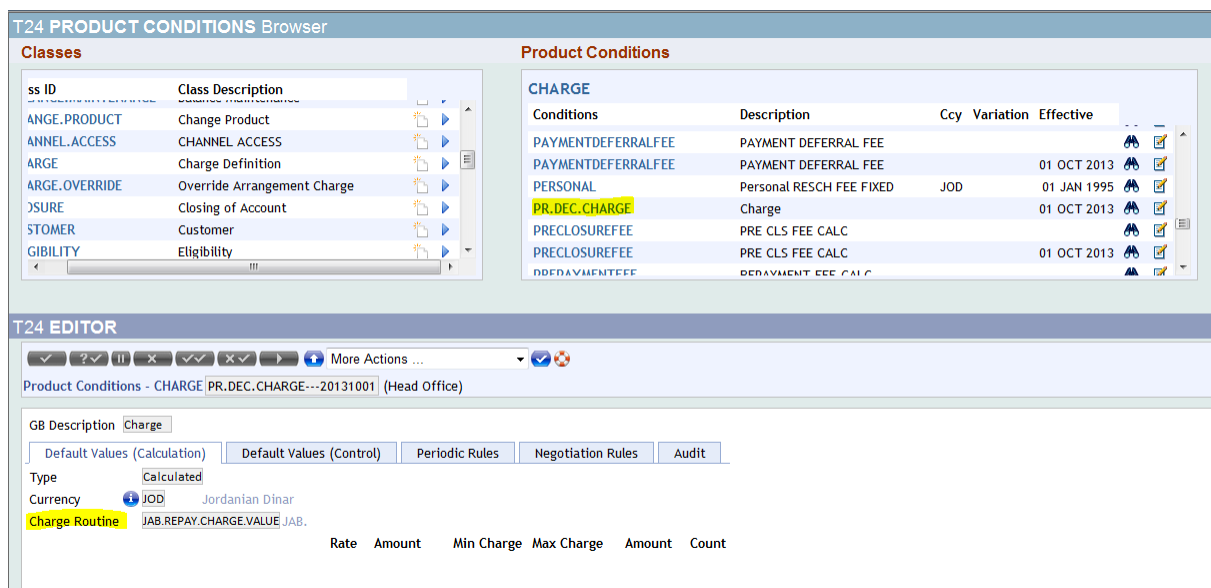 T24 PRODUCT CONDITIONS Browser
Classes
ss ID Class Description
ANGE.PRODUCT Change Product
ANNEL.ACCESS CHANNEL ACCESS
ARGE Charge Definition
ARGE.OVERRIDE Override Arrangement Charge
OSURE Closing of Account
STOMER Customer
GIBILITY Eligibility
Product Conditions
CHARGE
Conditions Description Ccy Variation Effective
PAYMENTDEFERRALFEE PAYMENT DEFERRAL FEE
PAYMENTDEFERRALFEE PAYMENT DEFERRAL FEE 01 OCT 2013
PERSONAL Personal RESCH FEE FIXED JOD 01 JAN 1995
PR.DEC.CHARGE Charge 01 OCT 2013
PRECLOSUREFEE PRE CLS FEE CALC
PRECLOSUREFEE PRE CLS FEE CALC 01 OCT 2013
PREPAYMENTFEE REPAYMENT FEE CALC
T24 EDITOR
More Actions ...
Product Conditions - CHARGE PR.DEC.CHARGE---20131001 (Head Office)
GB Description Charge
Default Values (Calculation) Default Values (Control) Periodic Rules Negotiation Rules Audit
Type Calculated
Currency JOD Jordanian Dinar
Charge Routine JAB.REPAY.CHARGE.VALUE JAB.
Rate Amount Min Charge Max Charge Amount Count